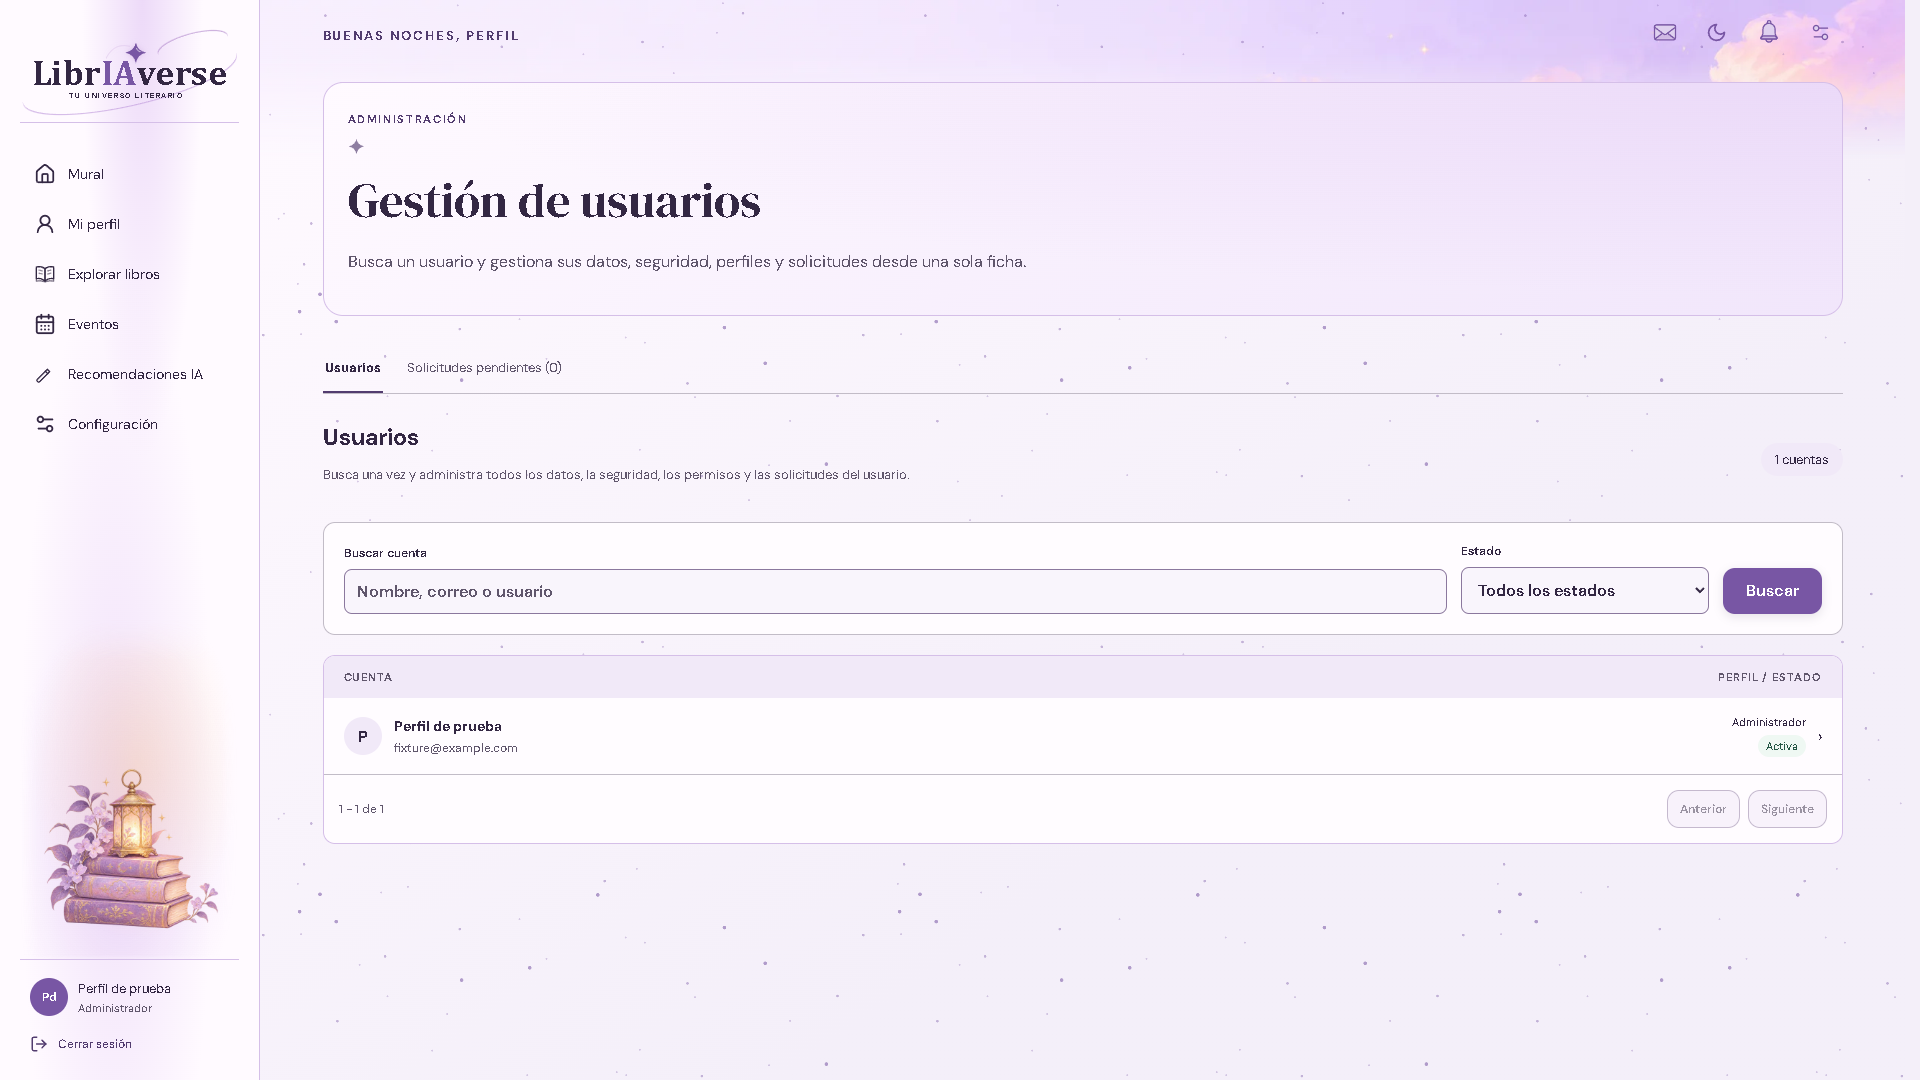 LibrIAverse
TU UNIVERSO LITERARIO
Mural
Mi perfil
Explorar libros
Eventos
Recomendaciones IA
Configuración
Pd
Perfil de prueba
Administrador
Cerrar sesión
BUENAS NOCHES, PERFIL
ADMINISTRACIÓN
Gestión de usuarios
Busca un usuario y gestiona sus datos, seguridad, perfiles y solicitudes desde una sola ficha.
Usuarios
Solicitudes pendientes (0)
Usuarios
Busca una vez y administra todos los datos, la seguridad, los permisos y las solicitudes del usuario.
1 cuentas
Buscar cuenta
Nombre, correo o usuario
Estado
Todos los estados
Buscar
CUENTA
PERFIL / ESTADO
P
Perfil de prueba
fixture@example.com
Administrador
Activa
1 – 1 de 1
Anterior
Siguiente